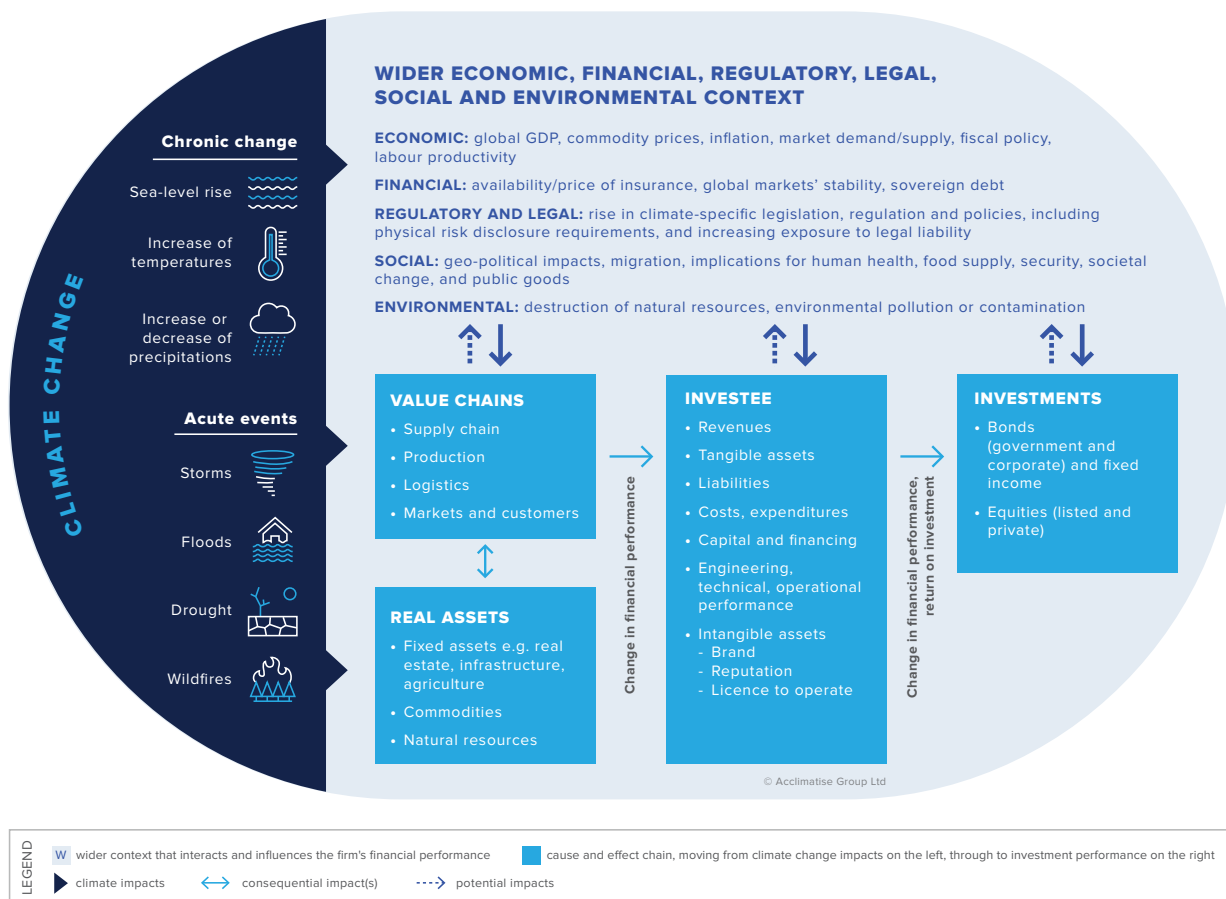 CLIMATE CHANGE
Chronic change
Sea-level rise
Increase of
temperatures
Increase or
decrease of
precipitations
Acute events
Storms
Floods
Drought
Wildfires
WIDER ECONOMIC, FINANCIAL, REGULATORY, LEGAL,
SOCIAL AND ENVIRONMENTAL CONTEXT
ECONOMIC: global GDP, commodity prices, inflation, market demand/supply, fiscal policy,
labour productivity
FINANCIAL: availability/price of insurance, global markets’ stability, sovereign debt
REGULATORY AND LEGAL: rise in climate-specific legislation, regulation and policies, including
physical risk disclosure requirements, and increasing exposure to legal liability
SOCIAL: geo-political impacts, migration, implications for human health, food supply, security, societal
change, and public goods
ENVIRONMENTAL: destruction of natural resources, environmental pollution or contamination
VALUE CHAINS
• Supply chain
• Production
• Logistics
• Markets and customers
REAL ASSETS
• Fixed assets e.g. real
estate, infrastructure,
agriculture
• Commodities
• Natural resources
Change in financial performance
INVESTEE
• Revenues
• Tangible assets
• Liabilities
• Costs, expenditures
• Capital and financing
• Engineering,
technical, operational
performance
• Intangible assets
- Brand
- Reputation
- Licence to operate
Change in financial performance,
return on investment
INVESTMENTS
• Bonds
(government and
corporate) and fixed
income
• Equities (listed and
private)
© Acclimatise Group Ltd
LEGEND
W wider context that interacts and influences the firm's financial performance
cause and effect chain, moving from climate change impacts on the left, through to investment performance on the right
climate impacts
consequential impact(s)
potential impacts